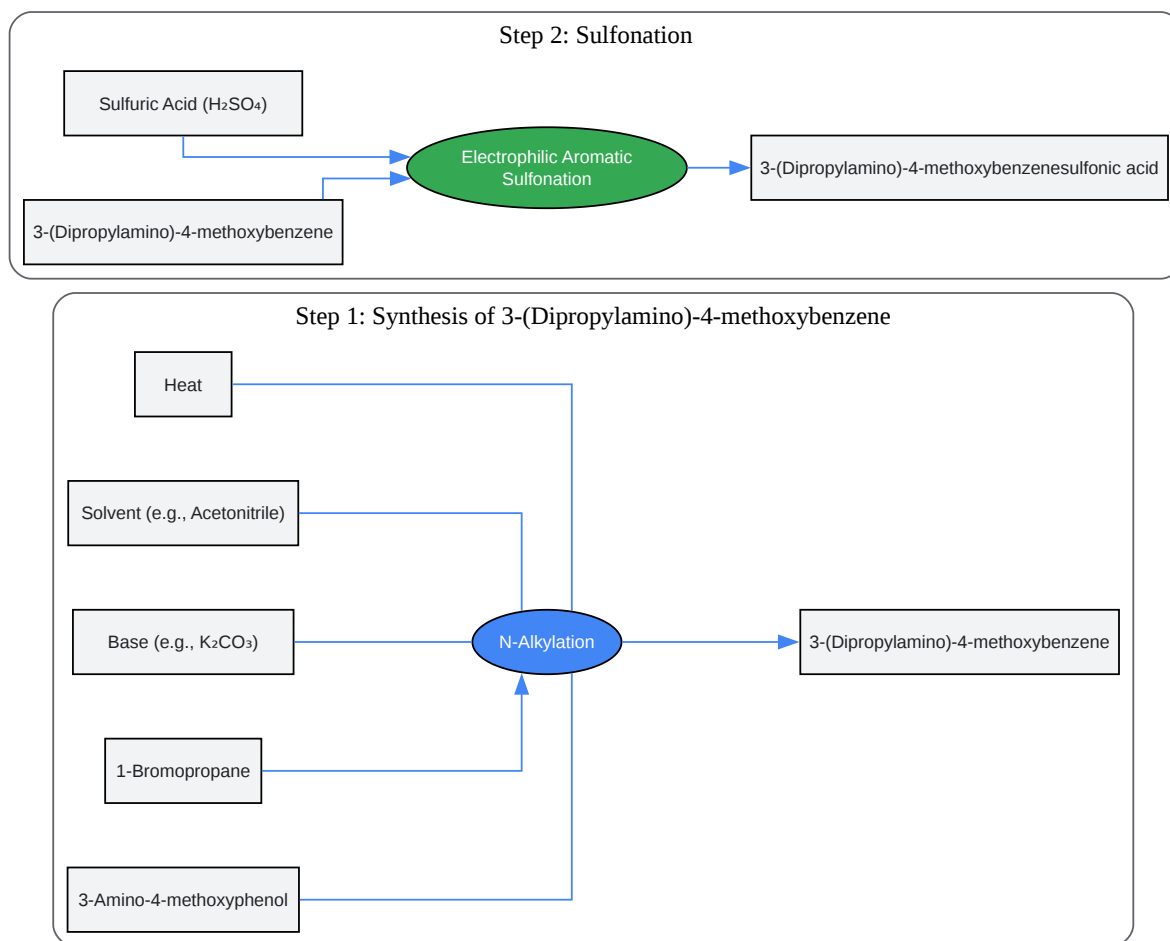 Step 2: Sulfonation
Sulfuric Acid (H₂SO₄)
Electrophilic Aromatic
Sulfonation
3-(Dipropylamino)-4-methoxybenzenesulfonic acid
3-(Dipropylamino)-4-methoxybenzene
Step 1: Synthesis of 3-(Dipropylamino)-4-methoxybenzene
Heat
Solvent (e.g., Acetonitrile)
Base (e.g., K₂CO₃)
N-Alkylation
3-(Dipropylamino)-4-methoxybenzene
1-Bromopropane
3-Amino-4-methoxyphenol